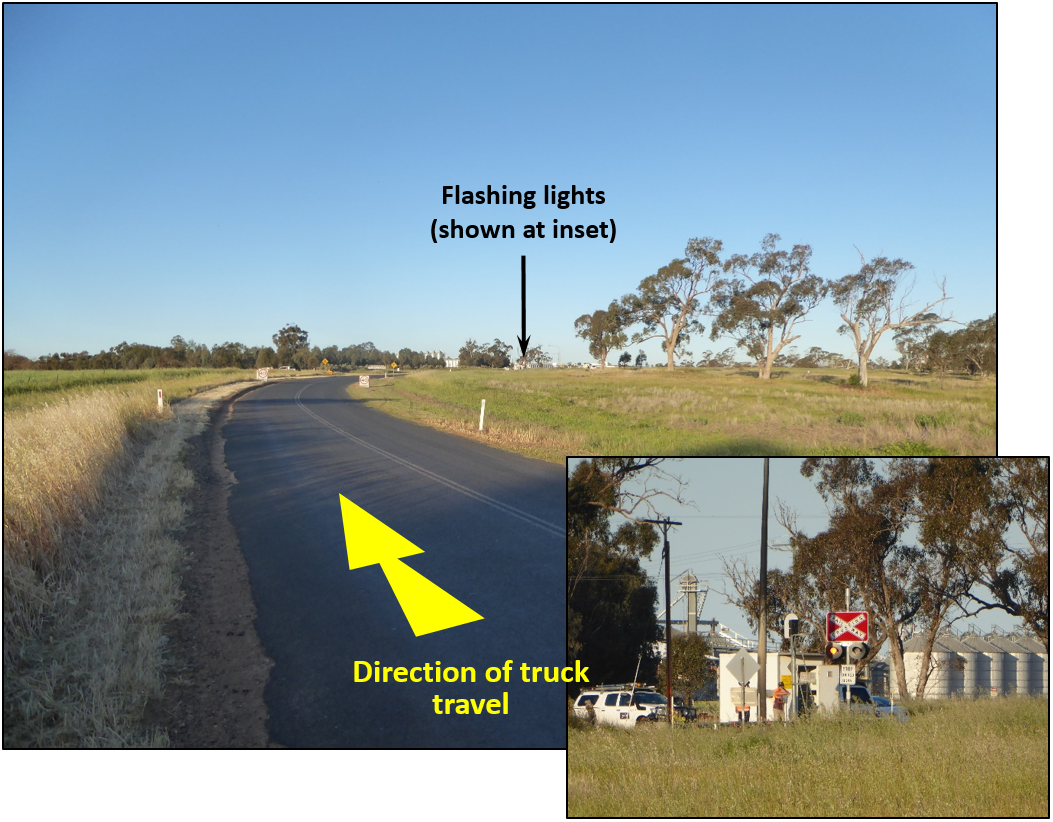 Flashing lights
(shown at inset)
Direction of truck
travel